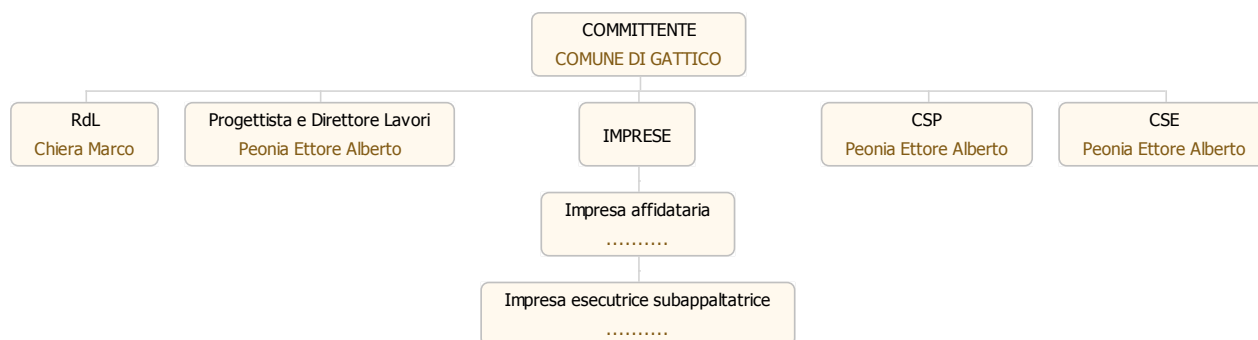 COMMITTENTE
COMUNE DI GATTICO
RdL
Chiera Marco
Progettista e Direttore Lavori
Peonia Ettore Alberto
IMPRESE
CSP
Peonia Ettore Alberto
CSE
Peonia Ettore Alberto
Impresa affidataria
..........
Impresa esecutrice subappaltatrice
..........